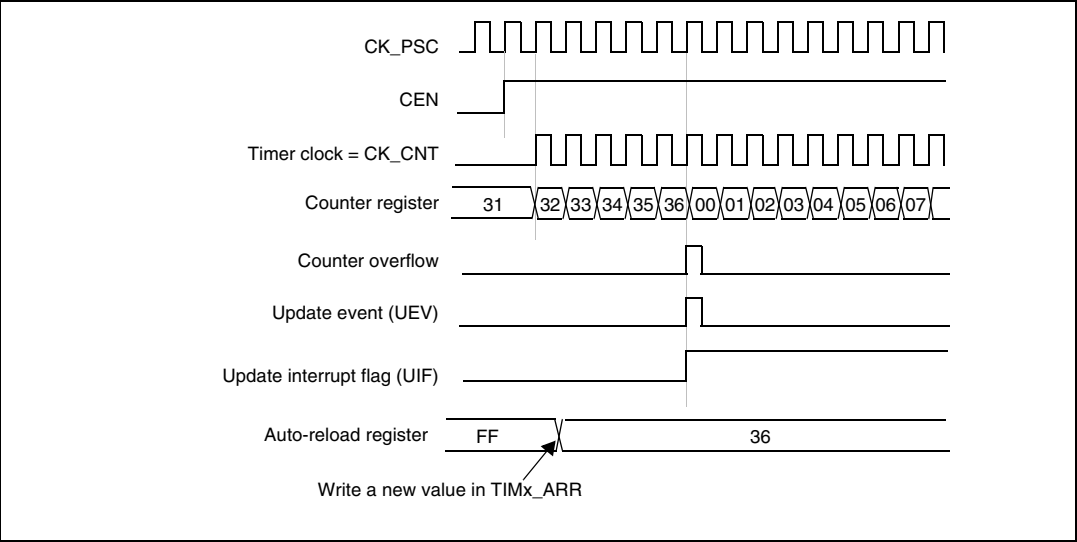 CK_PSC
CEN
Timer clock = CK_CNT
Counter register 31 32 33 34 35 36 00 01 02 03 04 05 06 07
Counter overflow
Update event (UEV)
Update interrupt flag (UIF)
Auto-reload register FF 36
Write a new value in TIMx_ARR